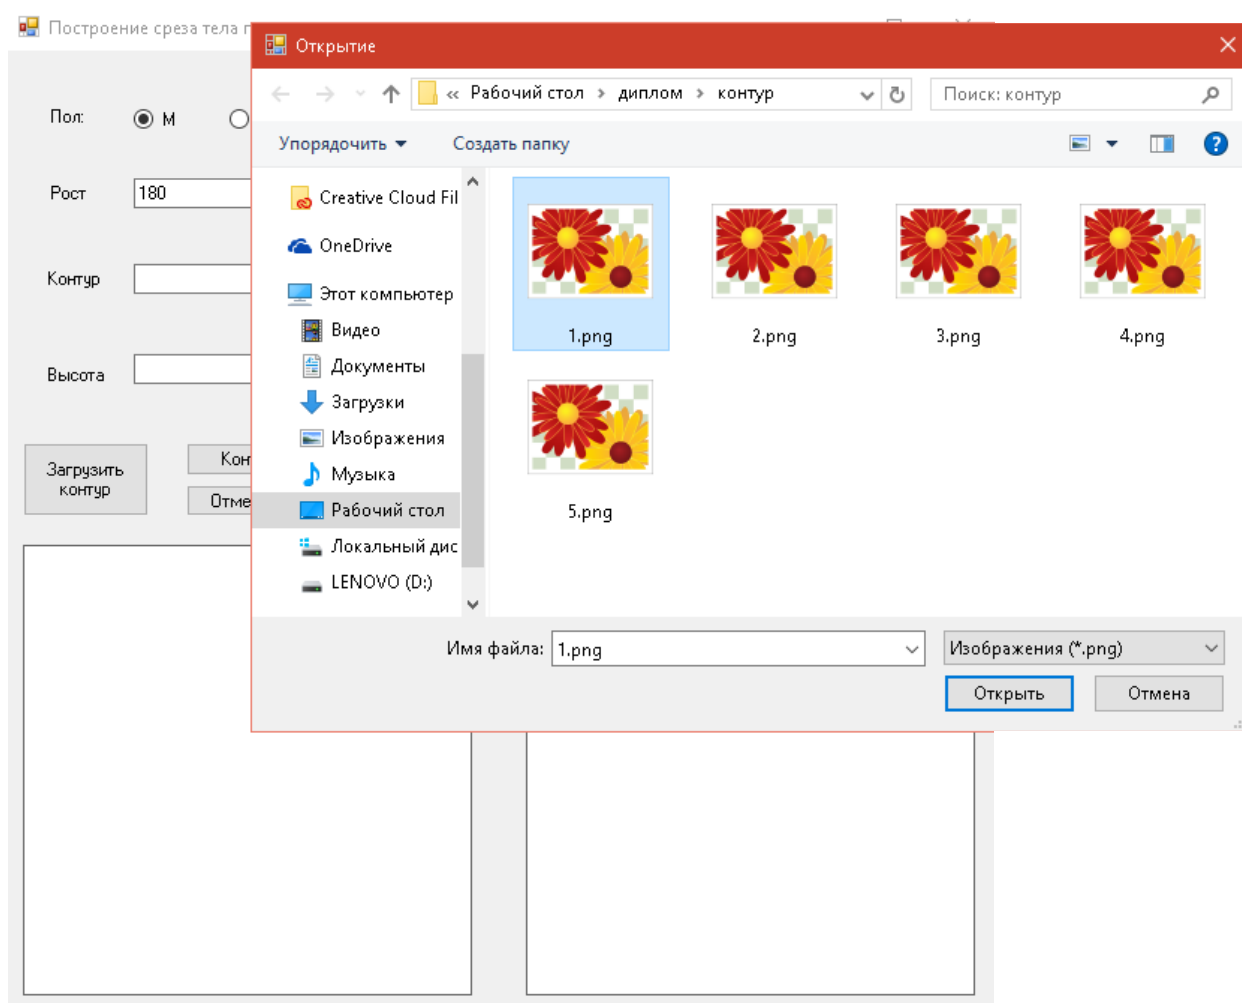 Построение среза тела п
Открытие
« Рабочий стол › диплом › контур
Поиск: контур
Упорядочить
Создать папку
?
Пол:
М
Рост
180
Контур
Высота
Загрузить
контур
Кон
Отме
Creative Cloud Fil
OneDrive
Этот компьютер
Видео
Документы
Загрузки
Изображения
Музыка
Рабочий стол
Локальный дис
LENOVO (D:)
1.png
2.png
3.png
4.png
5.png
Имя файла:
1.png
Изображения (*.png)
Открыть
Отмена